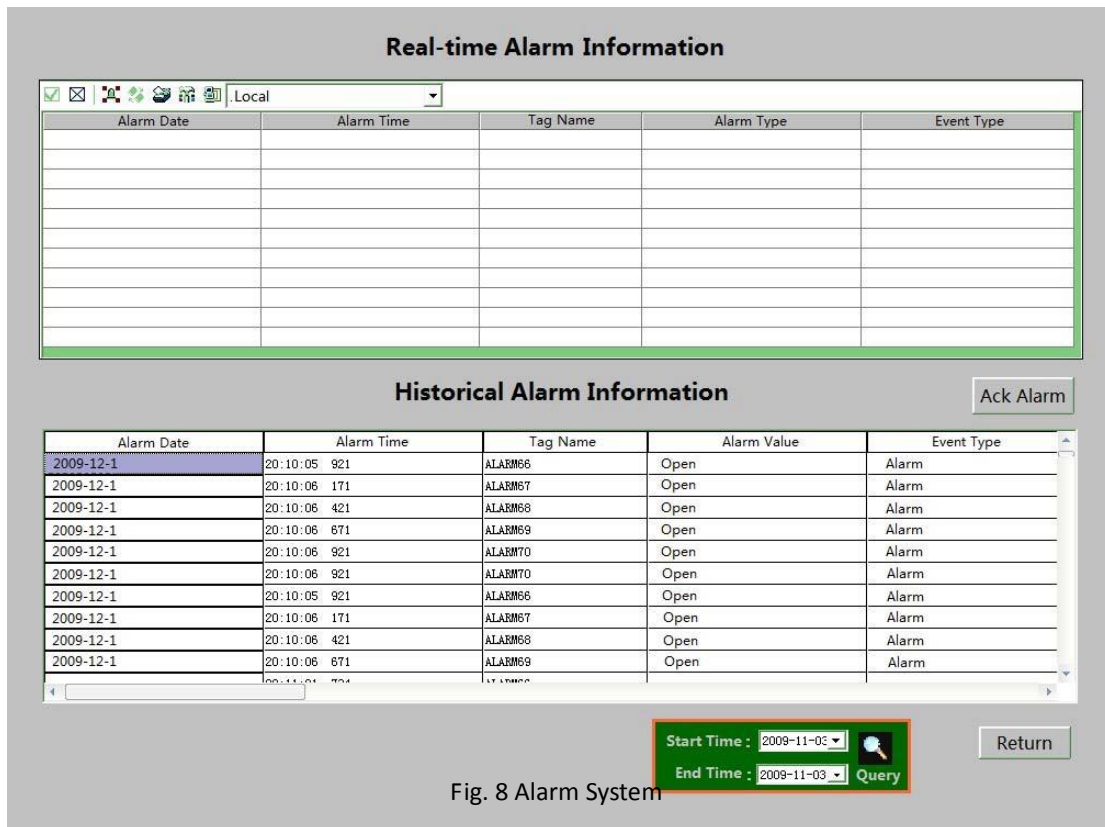 Real-time Alarm Information
.Local
Alarm Date Alarm Time Tag Name Alarm Type Event Type
Historical Alarm Information
Ack Alarm
Alarm Date Alarm Time Tag Name Alarm Value Event Type
2009-12-1 20:10:05 921 ALARM66 Open Alarm
2009-12-1 20:10:06 171 ALARM67 Open Alarm
2009-12-1 20:10:06 421 ALARM68 Open Alarm
2009-12-1 20:10:06 671 ALARM69 Open Alarm
2009-12-1 20:10:06 921 ALARM70 Open Alarm
2009-12-1 20:10:06 921 ALARM70 Open Alarm
2009-12-1 20:10:05 921 ALARM66 Open Alarm
2009-12-1 20:10:06 171 ALARM67 Open Alarm
2009-12-1 20:10:06 421 ALARM68 Open Alarm
2009-12-1 20:10:06 671 ALARM69 Open Alarm
Start Time : 2009-11-03
End Time : 2009-11-03 Query
Return
Fig. 8 Alarm System